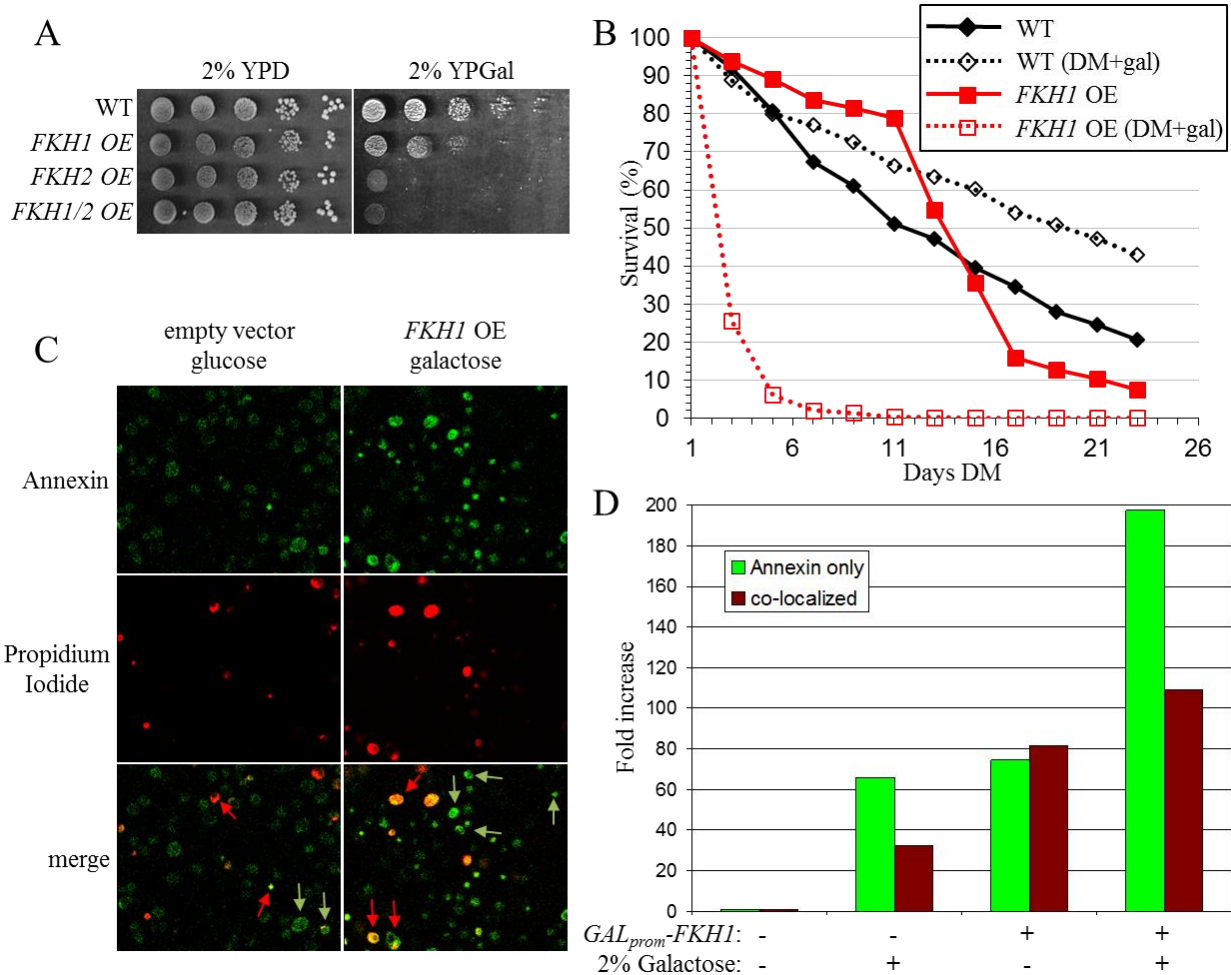 A
2% YPD
2% YPGal
WT
FKH1 OE
FKH2 OE
FKH1/2 OE
B
WT
WT (DM+gal)
FKH1 OE
FKH1 OE (DM+gal)
100
90
80
70
60
50
40
30
20
10
0
Survival (%)
1
6
11
16
21
26
Days DM
C
empty vector
glucose
FKH1 OE
galactose
Annexin
Propidium
Iodide
merge
D
Annexin only
co-localized
200
180
160
140
120
100
80
60
40
20
0
Fold increase
GALprom-FKH1: - - + +
2% Galactose: - + - +